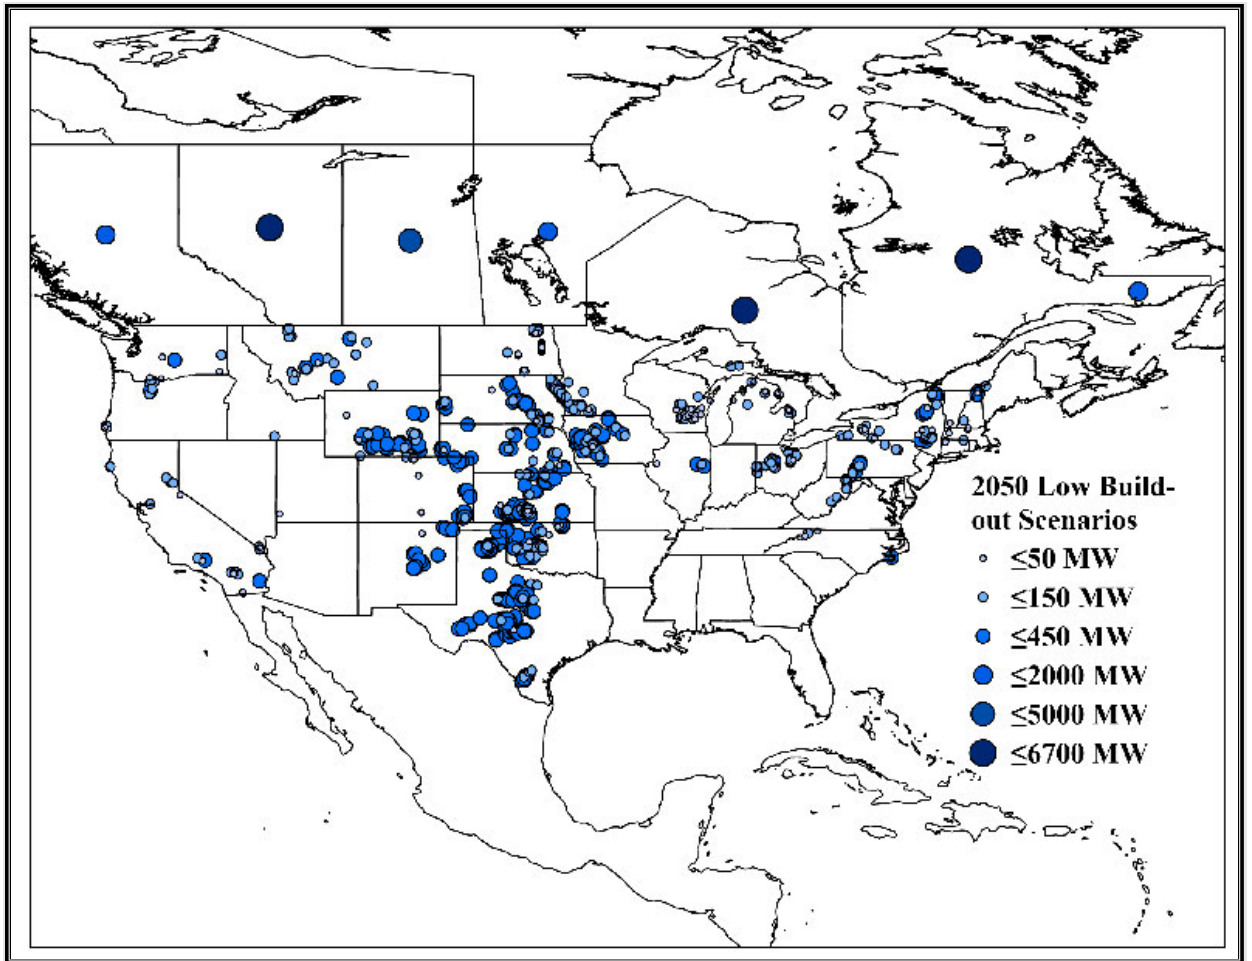 2050 Low Build-
out Scenarios
≤50 MW
≤150 MW
≤450 MW
≤2000 MW
≤5000 MW
≤6700 MW